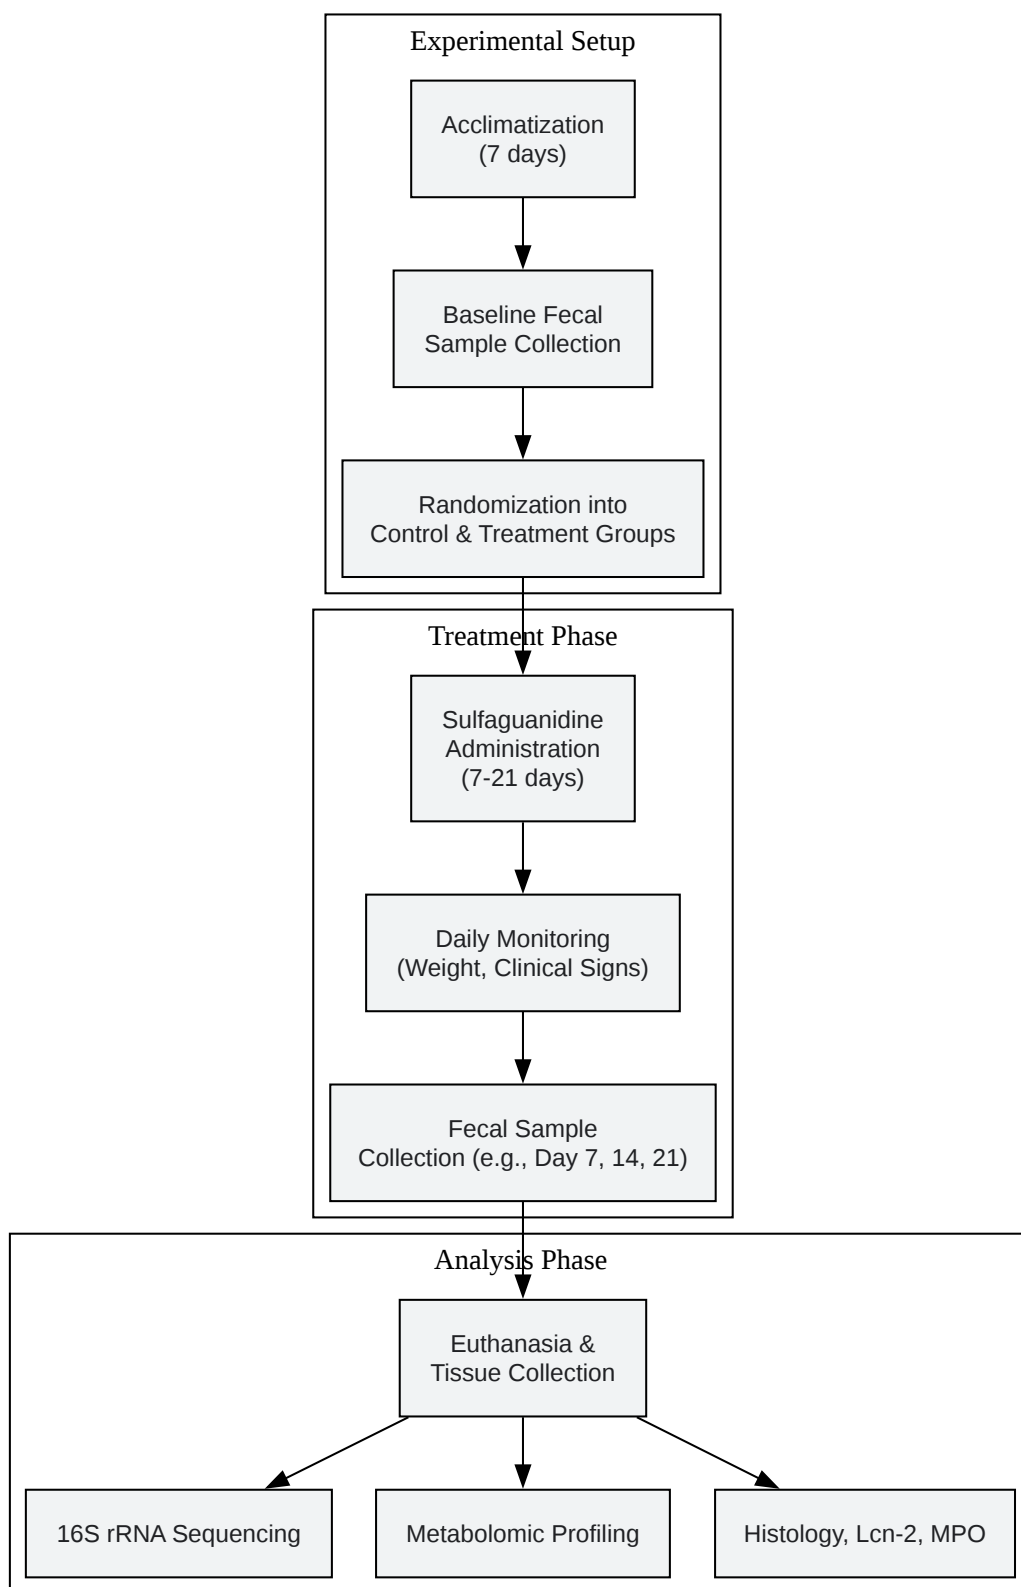 Experimental Setup
Acclimatization
(7 days)
Baseline Fecal
Sample Collection
Randomization into
Control & Treatment Groups
Treatment Phase
Sulfaguanidine
Administration
(7-21 days)
Daily Monitoring
(Weight, Clinical Signs)
Fecal Sample
Collection (e.g., Day 7, 14, 21)
Analysis Phase
Euthanasia &
Tissue Collection
16S rRNA Sequencing
Metabolomic Profiling
Histology, Lcn-2, MPO